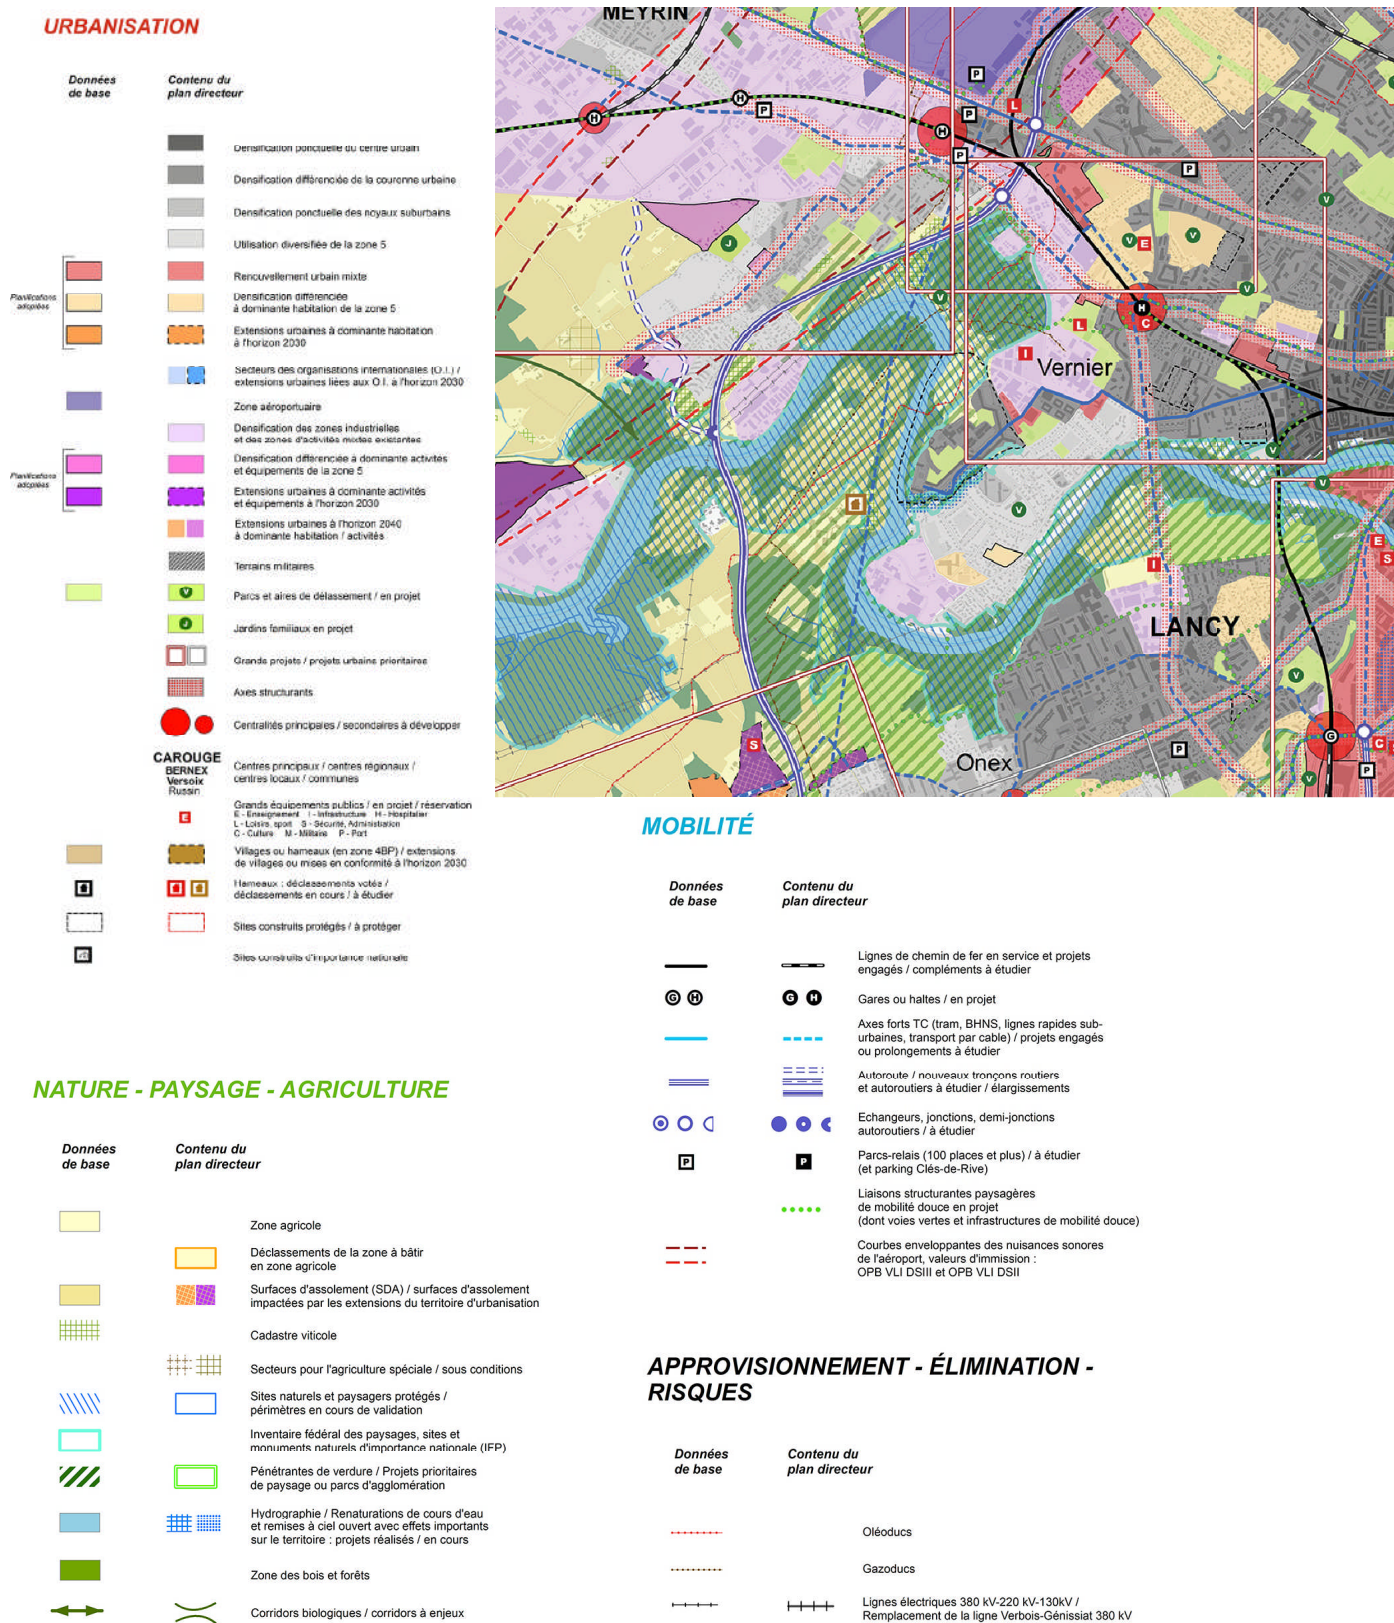 URBANISATION
Données
de base
Contenu du
plan directeur
Densification ponctuelle du centre urbain
Densification différenciée de la couronne urbaine
Densification ponctuelle des noyaux suburbains
Utilisation diversifiée de la zone 5
Renouvellement urbain mixte
Planifications
adoptées
Densification différenciée
à dominante habitation de la zone 5
Extensions urbaines à dominante habitation
à l'horizon 2030
Secteurs des organisations internationales (O.I.) /
extensions urbaines liées aux O.I. à l'horizon 2030
Zone aéroportuaire
Densification des zones industrielles
et des zones d'activités mixtes existantes
Planifications
adoptées
Densification différenciée à dominante activités
et équipements de la zone 5
Extensions urbaines à dominante activités
et équipements à l'horizon 2030
Extensions urbaines à l'horizon 2040
à dominante habitation / activités
Terrains militaires
V
Parcs et aires de délassement / en projet
J
Jardins familiaux en projet
Grands projets / projets urbains prioritaires
Axes structurants
Centralités principales / secondaires à développer
CAROUGE
BERNEX
Versoix
Russin
Centres principaux / centres régionaux /
centres locaux / communes
E
Grands équipements publics / en projet / réservation
E - Enseignement I - Infrastructure H - Hospitalier
L - Loisirs, sport S - Sécurité, Administration
C - Culture M - Militaire P - Port
Villages ou hameaux (en zone 4BP) / extensions
de villages ou mises en conformité à l'horizon 2030
Hameaux : déclassements votés /
déclassements en cours / à étudier
Sites construits protégés / à protéger
Sites construits d'importance nationale
MEYRIN
P
L
H
H
P
H
P
P
P
V
J
V
V
E
V
V
H
C
L
I
Vernier
V
V
V
E
S
I
LANCY
V
S
Onex
P
G
C
P
V
MOBILITÉ
Données
de base
Contenu du
plan directeur
Lignes de chemin de fer en service et projets
engagés / compléments à étudier
G H G H
Gares ou haltes / en projet
Axes forts TC (tram, BHNS, lignes rapides sub-
urbaines, transport par cable) / projets engagés
ou prolongements à étudier
Autoroute / nouveaux tronçons routiers
et autoroutiers à étudier / élargissements
Echangeurs, jonctions, demi-jonctions
autoroutiers / à étudier
P P
Parcs-relais (100 places et plus) / à étudier
(et parking Clés-de-Rive)
Liaisons structurantes paysagères
de mobilité douce en projet
(dont voies vertes et infrastructures de mobilité douce)
Courbes enveloppantes des nuisances sonores
de l'aéroport, valeurs d'immission :
OPB VLI DSIII et OPB VLI DSII
NATURE - PAYSAGE - AGRICULTURE
Données
de base
Contenu du
plan directeur
Zone agricole
Déclassements de la zone à bâtir
en zone agricole
Surfaces d'assolement (SDA) / surfaces d'assolement
impactées par les extensions du territoire d'urbanisation
Cadastre viticole
Secteurs pour l'agriculture spéciale / sous conditions
Sites naturels et paysagers protégés /
périmètres en cours de validation
Inventaire fédéral des paysages, sites et
monuments naturels d'importance nationale (IFP)
Pénétrantes de verdure / Projets prioritaires
de paysage ou parcs d'agglomération
Hydrographie / Renaturations de cours d'eau
et remises à ciel ouvert avec effets importants
sur le territoire : projets réalisés / en cours
Zone des bois et forêts
Corridors biologiques / corridors à enjeux
APPROVISIONNEMENT - ÉLIMINATION -
RISQUES
Données
de base
Contenu du
plan directeur
Oléoducs
Gazoducs
Lignes électriques 380 kV-220 kV-130kV /
Remplacement de la ligne Verbois-Génissiat 380 kV